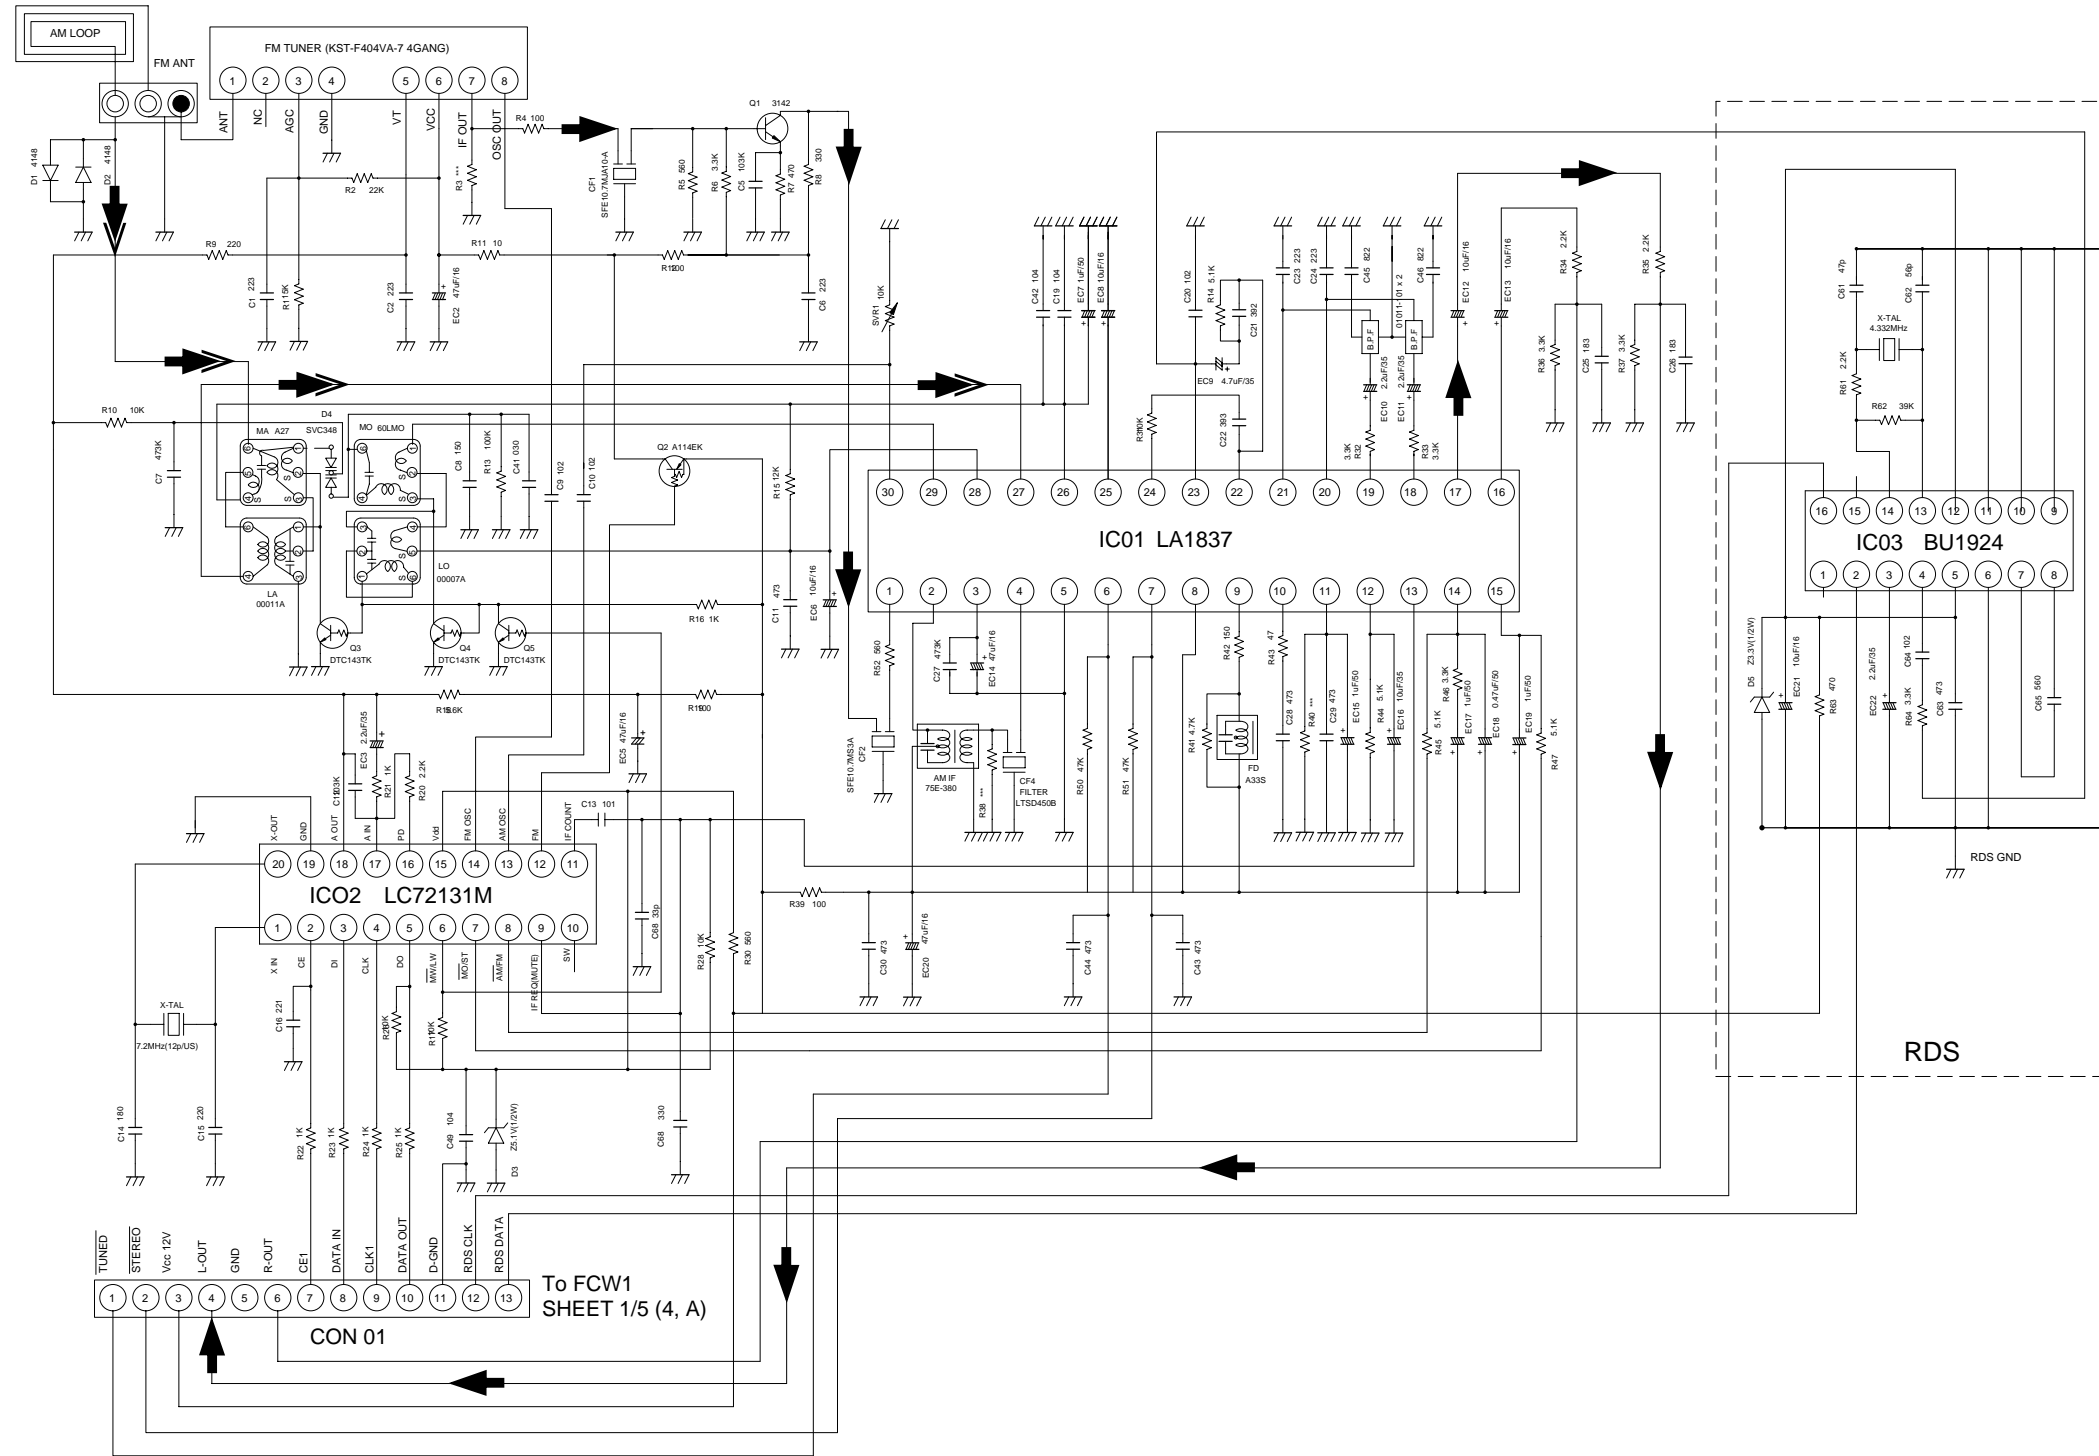 AM LOOP
FM ANT
FM TUNER (KST-F404VA-7 4GANG)
1 2 3 4 5 6 7 8
ANT
NC
AGC
GND
VT
VCC
IF OUT
OSC OUT
D1 4148
D2 4148
R4 100
Q1 3142
R3 ***
CF1
SFE10.7MJA10-A
R5 560
R6 3.3K
C5 103K
R7 470
R8 330
R2 22K
R9 220
R11 10
C1 223
C2 223
EC2 47uF/16
C6 223
SVR1 10K
C42 104
C19 104
EC7 1uF/50
EC8 10uF/16
C20 102
R14 5.1K
C21 392
EC9 4.7uF/35
C22 393
C23 223
C24 223
C45 822
C46 822
B.P.F
B.P.F
01011-101 x 2
EC10 2.2uF/35
EC11 2.2uF/35
3.3K
R32
R33
3.3K
EC12 10uF/16
EC13 10uF/16
R34 2.2K
R35 2.2K
R36 3.3K
C25 183
R37 3.3K
C26 183
C61 47p
C62 56p
X-TAL
4.332MHz
R61 2.2K
R62 39K
R10 10K
C7 473K
MA A27
D4
SVC348
MO 60LMO
LA
00011A
LO
00007A
C8 150
R13 100K
C41 030
C9 102
C10 102
Q2 A114EK
R15 12K
C11 473
EC6 10uF/16
R16 1K
Q3
DTC143TK
Q4
DTC143TK
Q5
DTC143TK
30 29 28 27 26 25 24 23 22 21 20 19 18 17 16
IC01 LA1837
1 2 3 4 5 6 7 8 9 10 11 12 13 14 15
16 15 14 13 12 11 10 9
IC03 BU1924
1 2 3 4 5 6 7 8
EC3 2.2uF/35
R21 1K
R20 2.2K
EC5 47uF/16
R52 560
SFE10.7MS3A
CF2
C27 473K
EC14 47uF/16
AM IF
75E-380
R38 ***
CF4
FILTER
LTSD450B
R50 47K
R51 47K
R41 4.7K
R42 150
FD
A33S
R43 47
C28 473
R40 ***
C29 473
EC15 1uF/50
R44 5.1K
EC16 10uF/35
R45 5.1K
R46 3.3K
EC17 1uF/50
EC18 0.47uF/50
EC19 1uF/50
R47 5.1K
D5 Z3.3V(1/2W)
EC21 10uF/16
R63 470
EC22 2.2uF/35
R64 3.3K
C64 102
C63 473
C65 560
RDS GND
RDS
X-OUT
GND
A OUT
A IN
PD
Vdd
FM OSC
AM OSC
FM
IF COUNT
C13 101
20 19 18 17 16 15 14 13 12 11
ICO2 LC72131M
1 2 3 4 5 6 7 8 9 10
X IN
CE
DI
CLK
DO
MW/LW
MO/ST
AM/FM
IF REQ(MUTE)
SW
C68 33p
R28 10K
R30 560
R39 100
C30 473
EC20 47uF/16
C44 473
C43 473
X-TAL
7.2MHz(12p/US)
C16 221
C14 180
C15 220
R22 1K
R23 1K
R24 1K
R25 1K
C49 104
D3 Z5.1V(1/2W)
C68 330
TUNED
STEREO
Vcc 12V
L-OUT
GND
R-OUT
CE1
DATA IN
CLK1
DATA OUT
D-GND
RDS CLK
RDS DATA
1 2 3 4 5 6 7 8 9 10 11 12 13
To FCW1
SHEET 1/5 (4, A)
CON 01